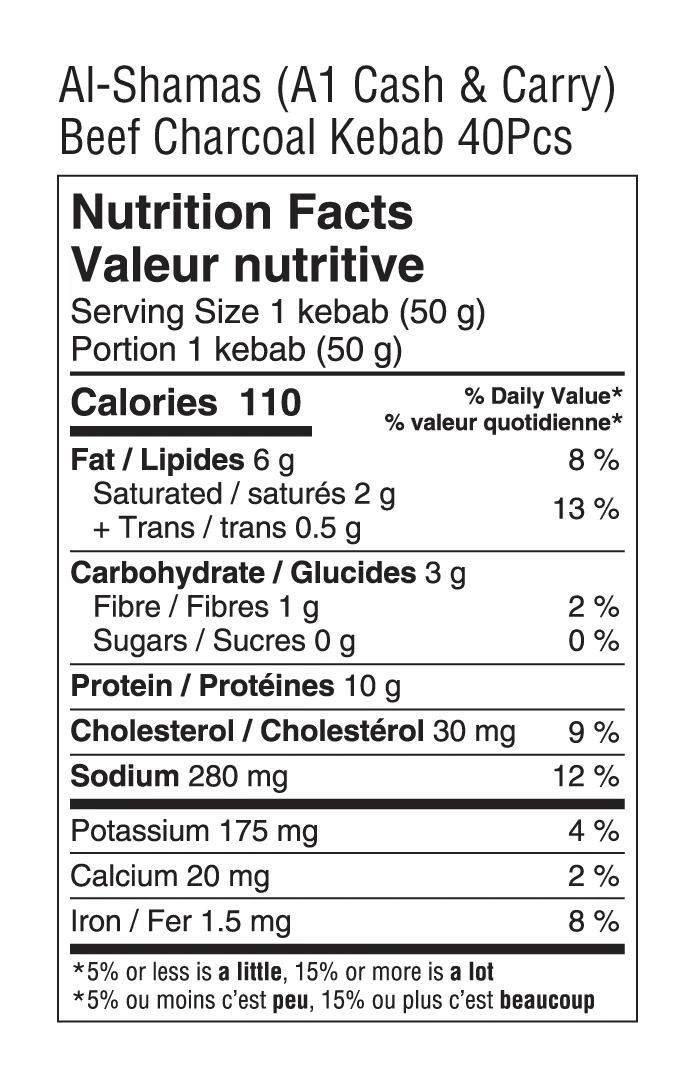 Al-Shamas (A1 Cash & Carry)
Beef Charcoal Kebab 40Pcs
Nutrition Facts
Valeur nutritive
Serving Size 1 kebab (50 g)
Portion 1 kebab (50 g)
Calories 110
% Daily Value*
% valeur quotidienne*
Fat / Lipides 6 g 8 %
Saturated / saturés 2 g
+ Trans / trans 0.5 g
13 %
Carbohydrate / Glucides 3 g
Fibre / Fibres 1 g 2 %
Sugars / Sucres 0 g 0 %
Protein / Protéines 10 g
Cholesterol / Cholestérol 30 mg 9 %
Sodium 280 mg 12 %
Potassium 175 mg 4 %
Calcium 20 mg 2 %
Iron / Fer 1.5 mg 8 %
*5% or less is a little, 15% or more is a lot
*5% ou moins c’est peu, 15% ou plus c’est beaucoup